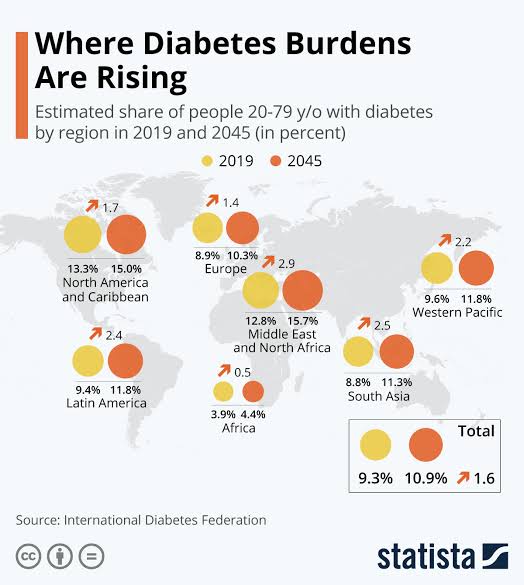 Where Diabetes Burdens
Are Rising
Estimated share of people 20-79 y/o with diabetes
by region in 2019 and 2045 (in percent)
2019 2045
1.7
13.3% 15.0%
North America
and Caribbean
1.4
8.9% 10.3%
Europe
2.9
12.8% 15.7%
Middle East
and North Africa
2.2
9.6% 11.8%
Western Pacific
2.4
9.4% 11.8%
Latin America
0.5
3.9% 4.4%
Africa
2.5
8.8% 11.3%
South Asia
Total
9.3% 10.9% 1.6
Source: International Diabetes Federation
cc
statista